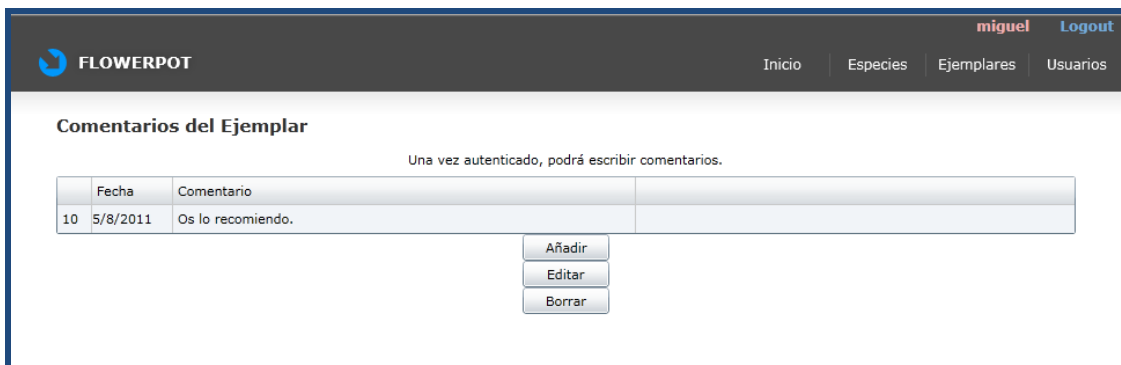 miguel Logout
FLOWERPOT Inicio Especies Ejemplares Usuarios
Comentarios del Ejemplar
Una vez autenticado, podrá escribir comentarios.
Fecha Comentario
10 5/8/2011 Os lo recomiendo.
Añadir
Editar
Borrar